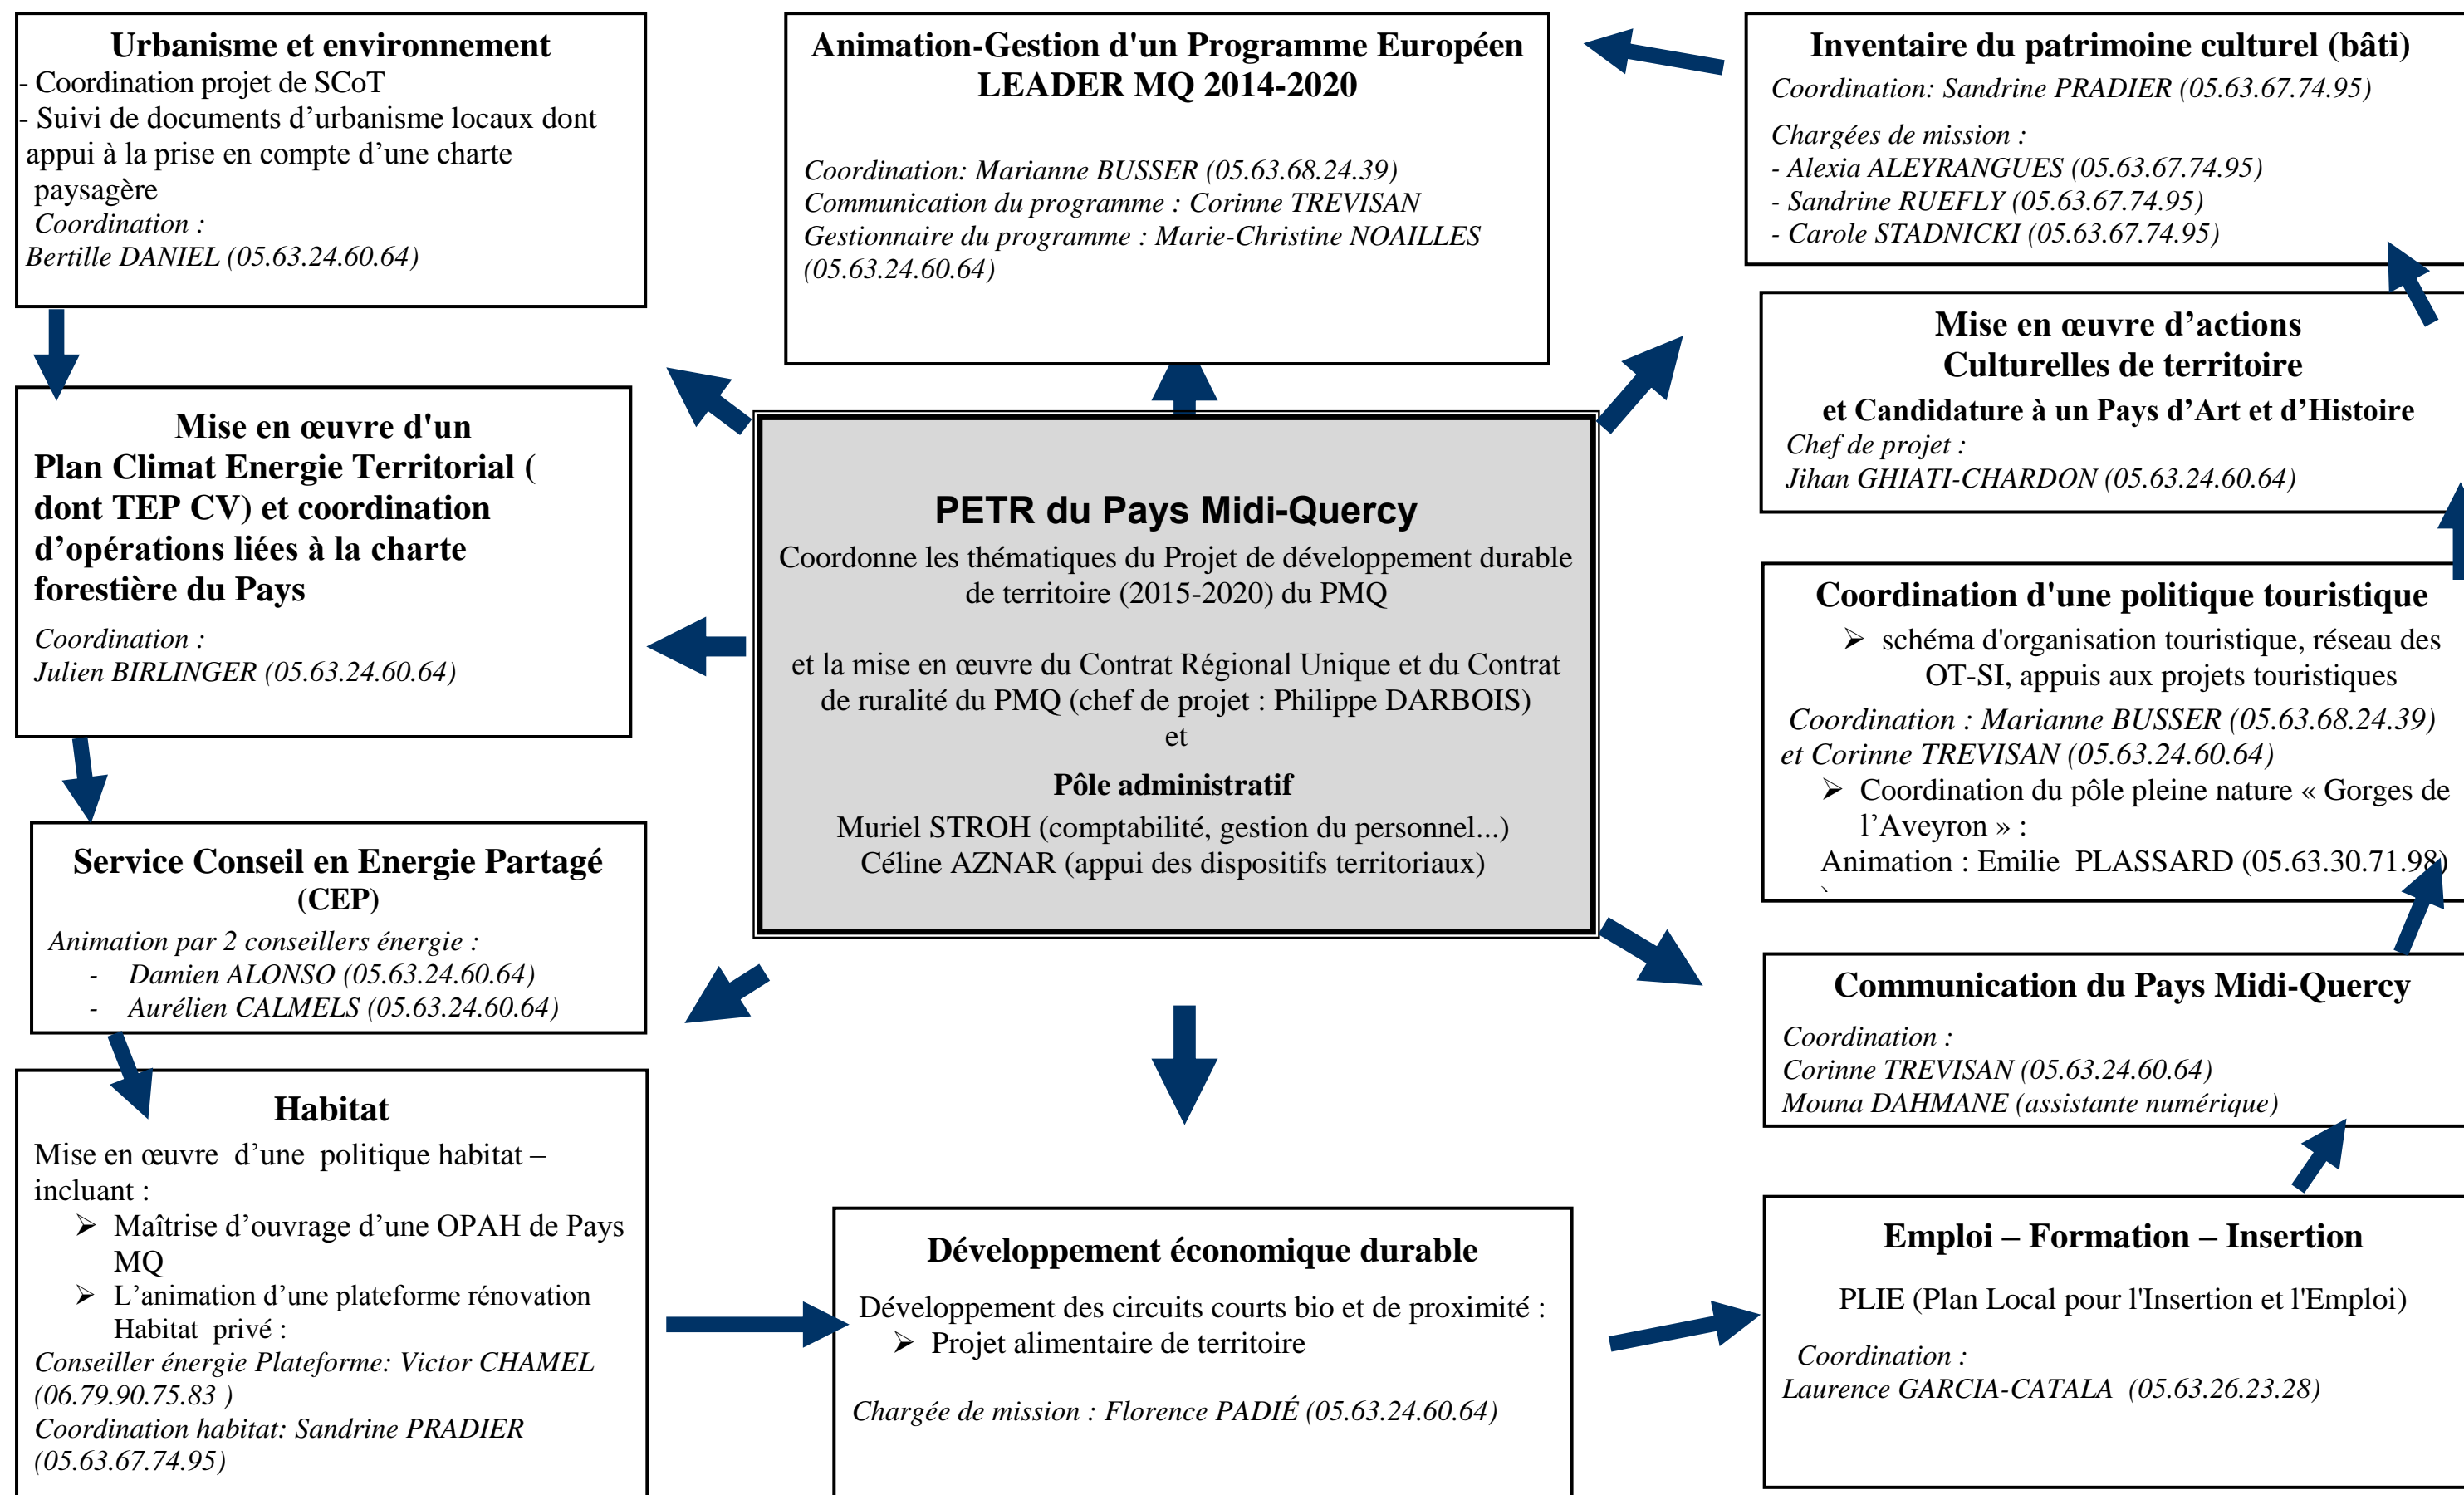 Urbanisme et environnement
- Coordination projet de SCoT
- Suivi de documents d’urbanisme locaux dont
appui à la prise en compte d’une charte
paysagère
Coordination :
Bertille DANIEL (05.63.24.60.64)
Animation-Gestion d'un Programme Européen
LEADER MQ 2014-2020
Coordination: Marianne BUSSER (05.63.68.24.39)
Communication du programme : Corinne TREVISAN
Gestionnaire du programme : Marie-Christine NOAILLES
(05.63.24.60.64)
Inventaire du patrimoine culturel (bâti)
Coordination: Sandrine PRADIER (05.63.67.74.95)
Chargées de mission :
- Alexia ALEYRANGUES (05.63.67.74.95)
- Sandrine RUEFLY (05.63.67.74.95)
- Carole STADNICKI (05.63.67.74.95)
Mise en œuvre d’actions
Culturelles de territoire
et Candidature à un Pays d’Art et d’Histoire
Chef de projet :
Jihan GHIATI-CHARDON (05.63.24.60.64)
Mise en œuvre d'un
Plan Climat Energie Territorial (
dont TEP CV) et coordination
d’opérations liées à la charte
forestière du Pays
Coordination :
Julien BIRLINGER (05.63.24.60.64)
PETR du Pays Midi-Quercy
Coordonne les thématiques du Projet de développement durable
de territoire (2015-2020) du PMQ
et la mise en œuvre du Contrat Régional Unique et du Contrat
de ruralité du PMQ (chef de projet : Philippe DARBOIS)
et
Pôle administratif
Muriel STROH (comptabilité, gestion du personnel...)
Céline AZNAR (appui des dispositifs territoriaux)
Coordination d'une politique touristique
➢ schéma d'organisation touristique, réseau des
OT-SI, appuis aux projets touristiques
Coordination : Marianne BUSSER (05.63.68.24.39)
et Corinne TREVISAN (05.63.24.60.64)
➢ Coordination du pôle pleine nature « Gorges de
l’Aveyron » :
Animation : Emilie PLASSARD (05.63.30.71.98)
Service Conseil en Energie Partagé
(CEP)
Animation par 2 conseillers énergie :
- Damien ALONSO (05.63.24.60.64)
- Aurélien CALMELS (05.63.24.60.64)
Communication du Pays Midi-Quercy
Coordination :
Corinne TREVISAN (05.63.24.60.64)
Mouna DAHMANE (assistante numérique)
Habitat
Mise en œuvre d’une politique habitat –
incluant :
➢ Maîtrise d’ouvrage d’une OPAH de Pays
MQ
➢ L’animation d’une plateforme rénovation
Habitat privé :
Conseiller énergie Plateforme: Victor CHAMEL
(06.79.90.75.83 )
Coordination habitat: Sandrine PRADIER
(05.63.67.74.95)
Développement économique durable
Développement des circuits courts bio et de proximité :
➢ Projet alimentaire de territoire
Chargée de mission : Florence PADIÉ (05.63.24.60.64)
Emploi – Formation – Insertion
PLIE (Plan Local pour l'Insertion et l'Emploi)
Coordination :
Laurence GARCIA-CATALA (05.63.26.23.28)